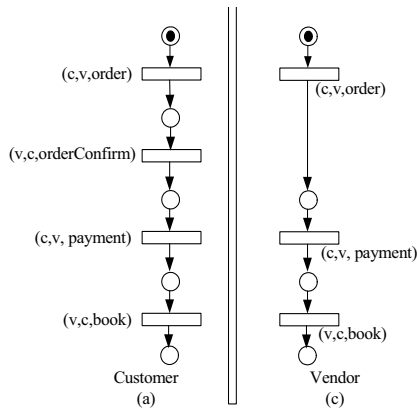 (c,v,order)
(v,c,orderConfirm)
(c,v, payment)
(v,c,book)
Customer
(a)
(c,v,order)
(c,v, payment)
(v,c,book)
Vendor
(c)